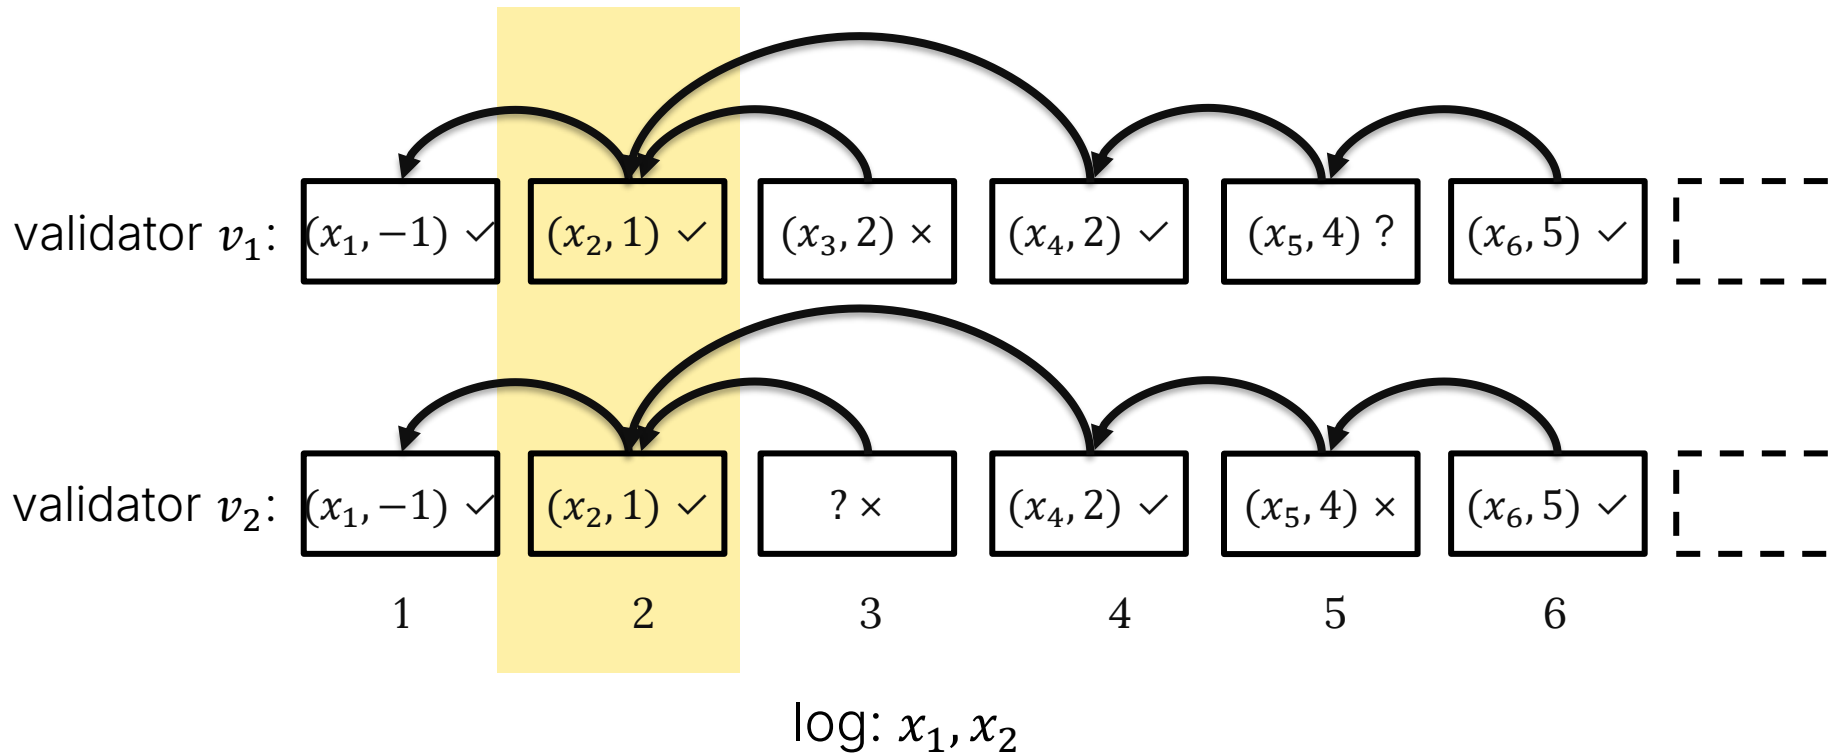 validator v₁: (x₁, −1) ✓ (x₂, 1) ✓ (x₃, 2) × (x₄, 2) ✓ (x₅, 4) ? (x₆, 5) ✓
validator v₂: (x₁, −1) ✓ (x₂, 1) ✓ ? × (x₄, 2) ✓ (x₅, 4) × (x₆, 5) ✓
1 2 3 4 5 6
log: x₁, x₂